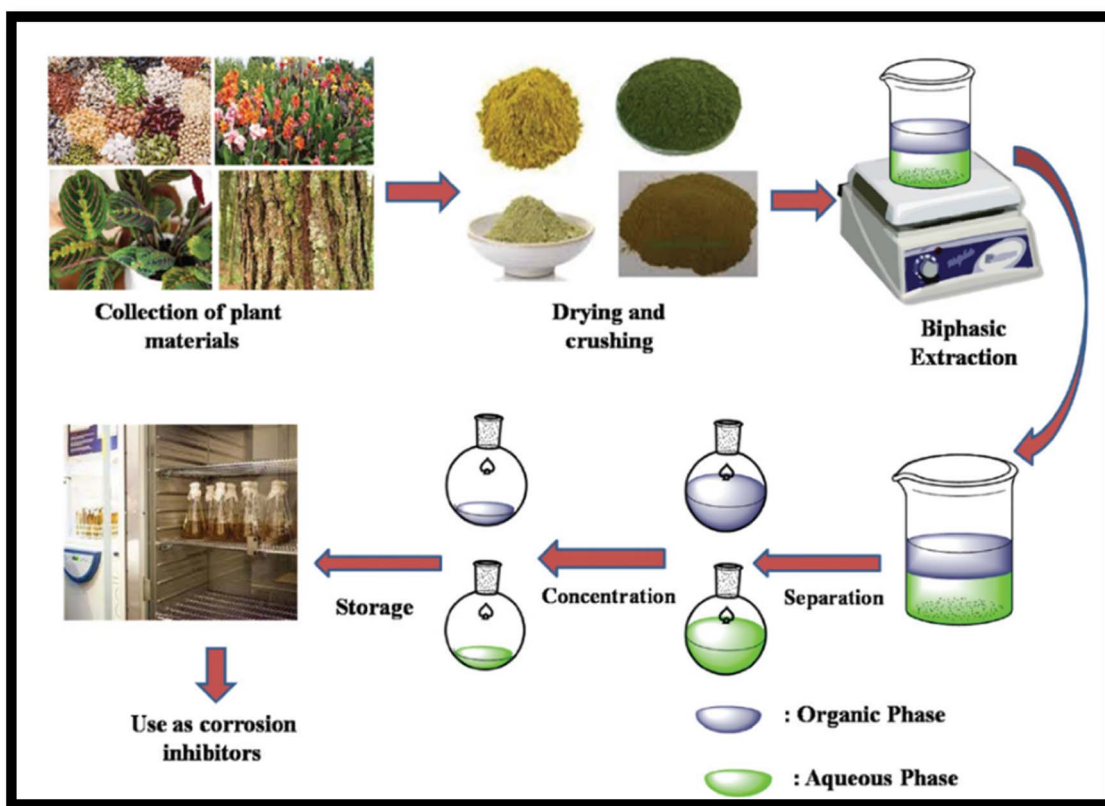 Collection of plant
materials
Drying and
crushing
Biphasic
Extraction
Storage
Concentration
Separation
Use as corrosion
inhibitors
: Organic Phase
: Aqueous Phase